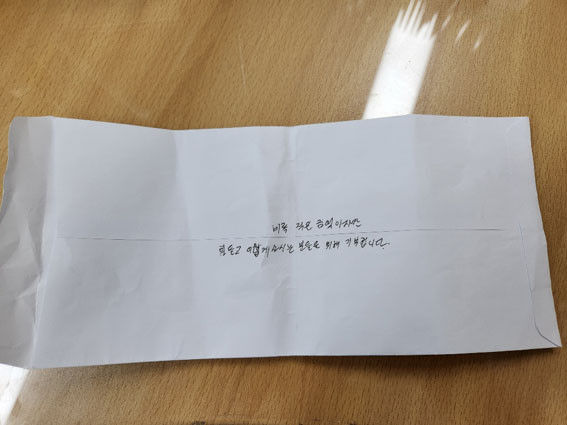 비록 작은 금액이지만
힘들고 어렵게 사시는 분들을 위해 기부합니다.